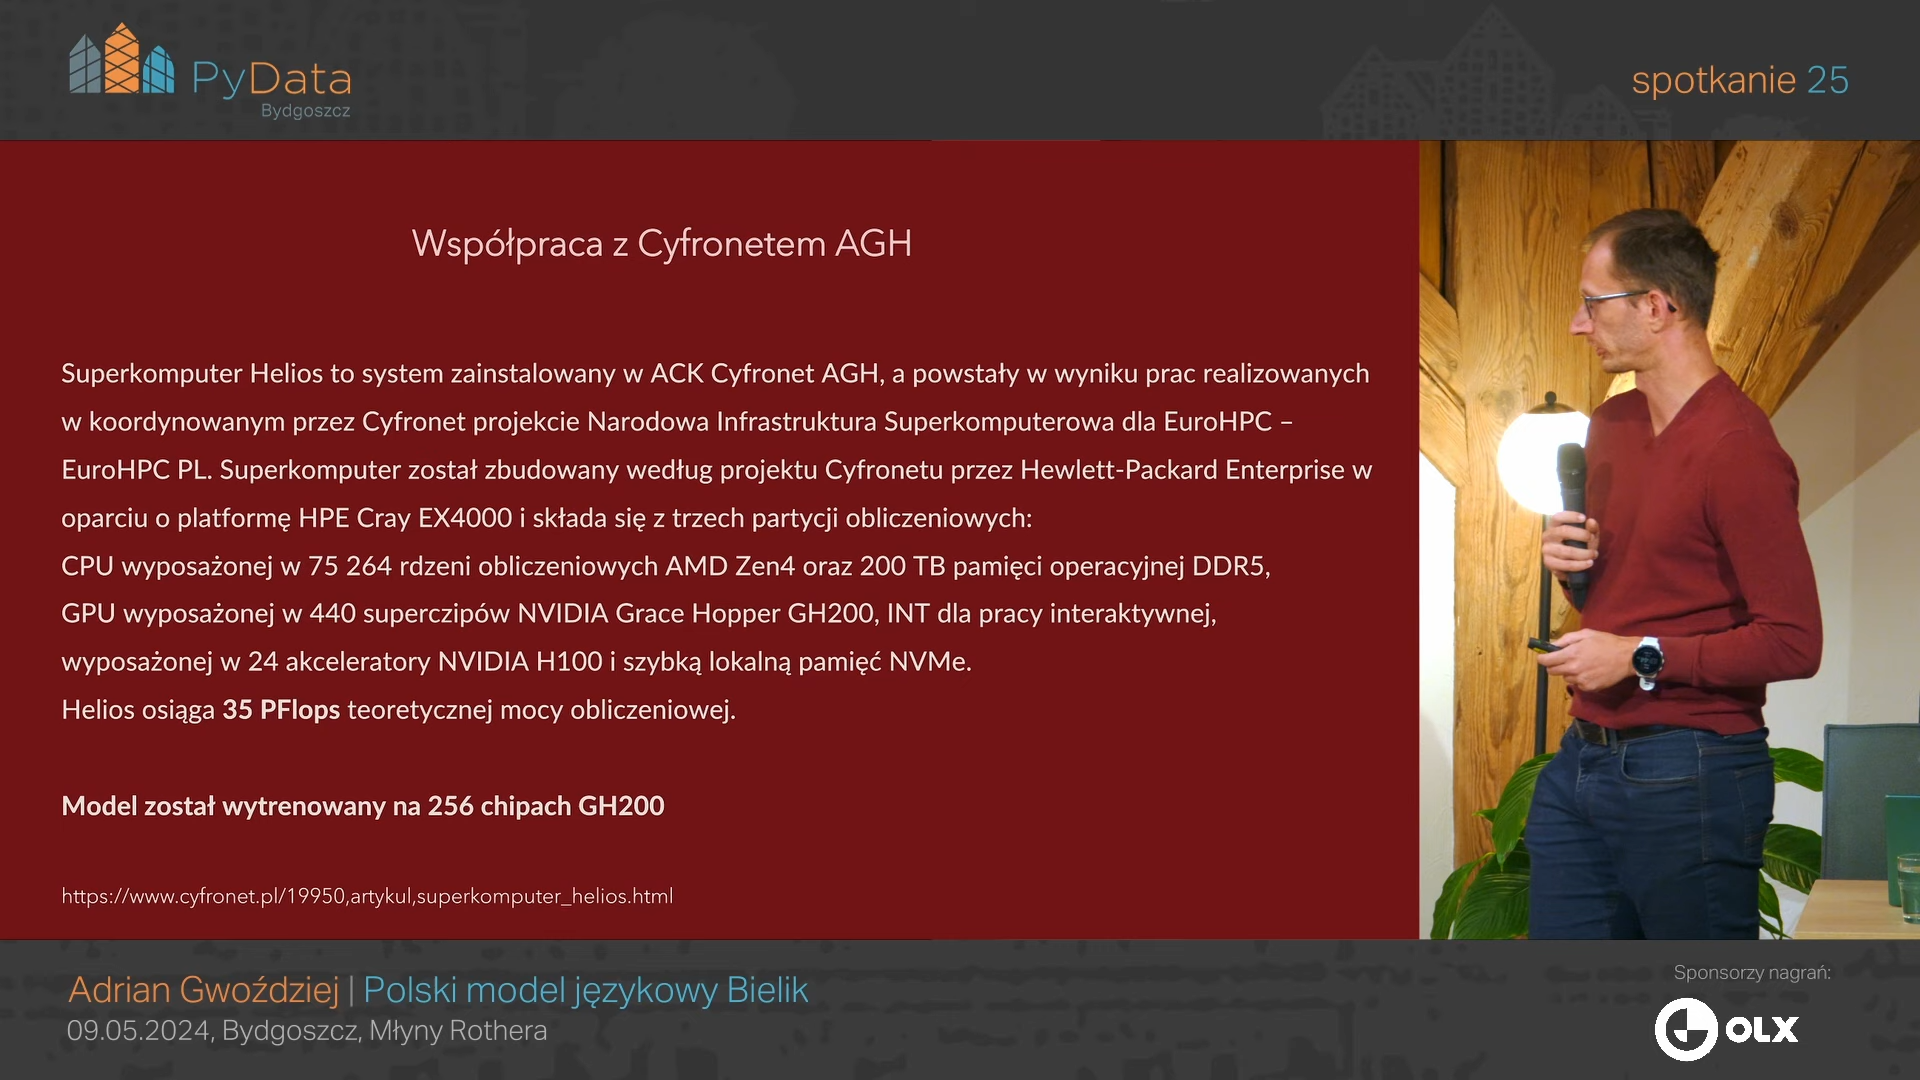 PyData
Bydgoszcz
spotkanie 25
Współpraca z Cyfronetem AGH
Superkomputer Helios to system zainstalowany w ACK Cyfronet AGH, a powstały w wyniku prac realizowanych
w koordynowanym przez Cyfronet projekcie Narodowa Infrastruktura Superkomputerowa dla EuroHPC –
EuroHPC PL. Superkomputer został zbudowany według projektu Cyfronetu przez Hewlett-Packard Enterprise w
oparciu o platformę HPE Cray EX4000 i składa się z trzech partycji obliczeniowych:
CPU wyposażonej w 75 264 rdzeni obliczeniowych AMD Zen4 oraz 200 TB pamięci operacyjnej DDR5,
GPU wyposażonej w 440 superczipów NVIDIA Grace Hopper GH200, INT dla pracy interaktywnej,
wyposażonej w 24 akceleratory NVIDIA H100 i szybką lokalną pamięć NVMe.
Helios osiąga 35 PFlops teoretycznej mocy obliczeniowej.
Model został wytrenowany na 256 chipach GH200
https://www.cyfronet.pl/19950,artykul,superkomputer_helios.html
Adrian Gwoździej | Polski model językowy Bielik
09.05.2024, Bydgoszcz, Młyny Rothera
Sponsorzy nagrań:
OLX